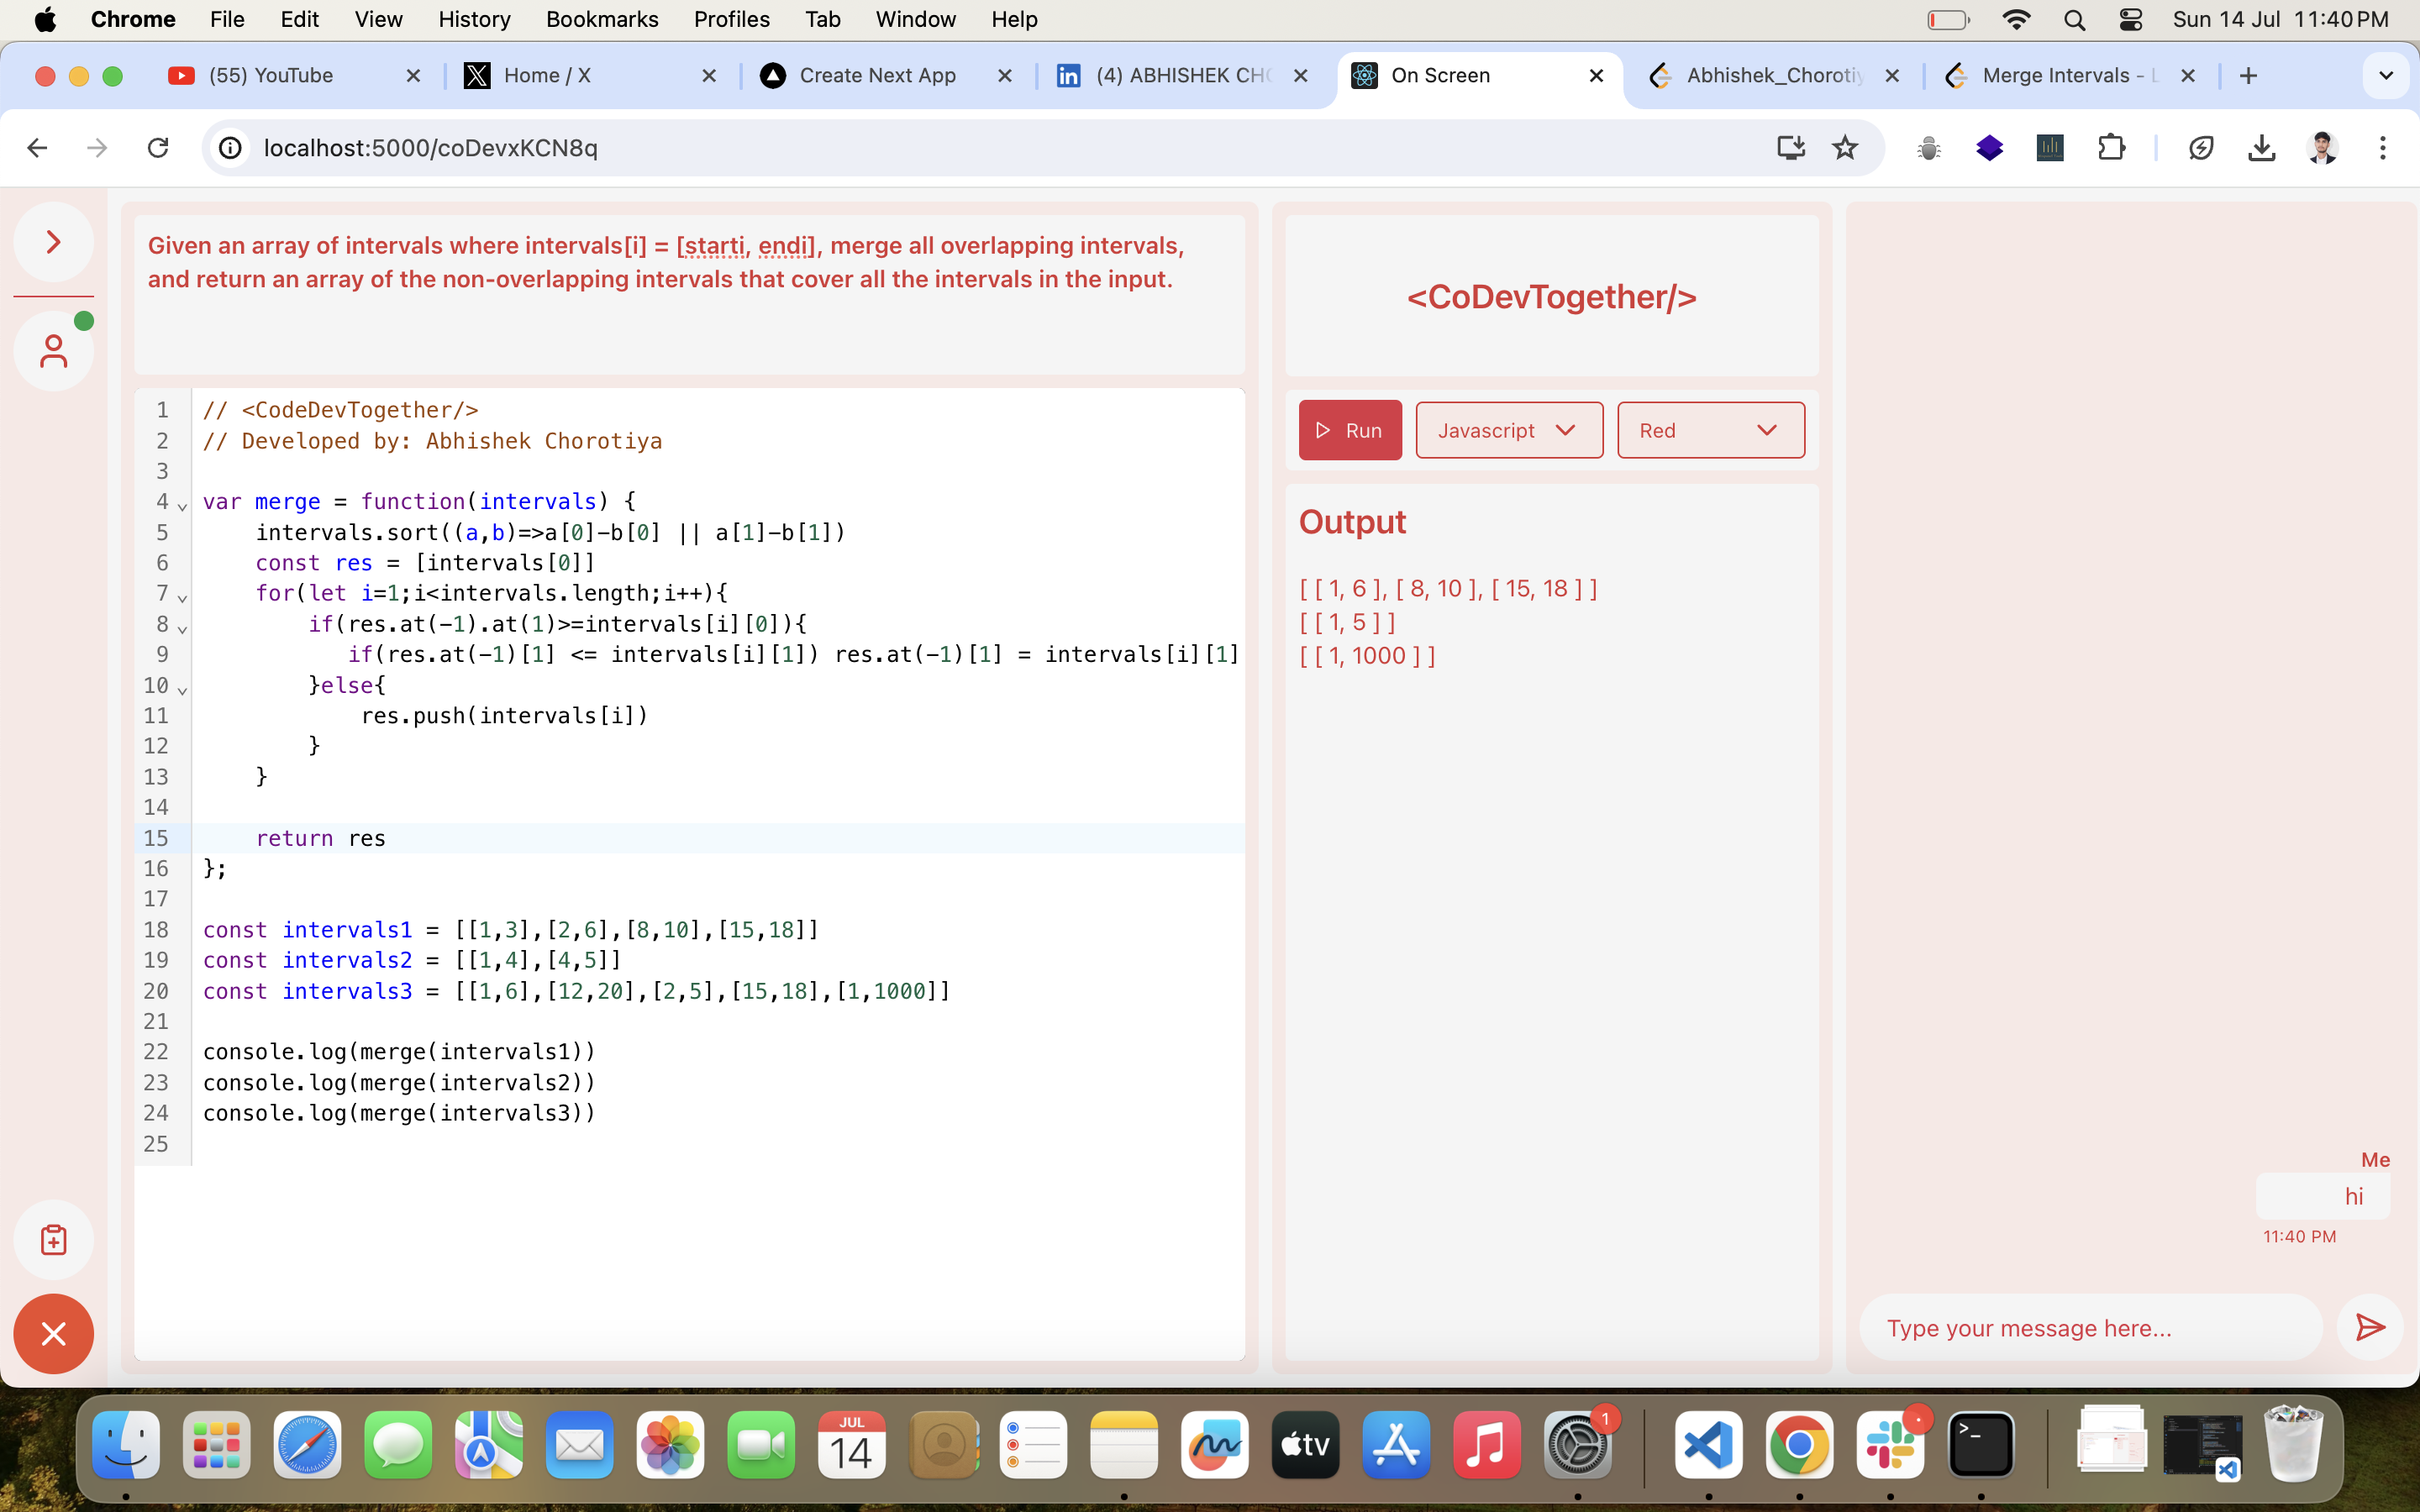 Chrome File Edit View History Bookmarks Profiles Tab Window Help Sun 14 Jul 11:40 PM
(55) YouTube Home / X Create Next App (4) ABHISHEK CHO On Screen Abhishek_Chorotiy Merge Intervals - L
localhost:5000/coDevxKCN8q
Given an array of intervals where intervals[i] = [starti, endi], merge all overlapping intervals,
and return an array of the non-overlapping intervals that cover all the intervals in the input.
1 // <CodeDevTogether/>
2 // Developed by: Abhishek Chorotiya
3
4 var merge = function(intervals) {
5 intervals.sort((a,b)=>a[0]-b[0] || a[1]-b[1])
6 const res = [intervals[0]]
7 for(let i=1;i<intervals.length;i++){
8 if(res.at(-1).at(1)>=intervals[i][0]){
9 if(res.at(-1)[1] <= intervals[i][1]) res.at(-1)[1] = intervals[i][1]
10 }else{
11 res.push(intervals[i])
12 }
13 }
14
15 return res
16 };
17
18 const intervals1 = [[1,3],[2,6],[8,10],[15,18]]
19 const intervals2 = [[1,4],[4,5]]
20 const intervals3 = [[1,6],[12,20],[2,5],[15,18],[1,1000]]
21
22 console.log(merge(intervals1))
23 console.log(merge(intervals2))
24 console.log(merge(intervals3))
25
<CoDevTogether/>
Run Javascript Red
Output
[ [ 1, 6 ], [ 8, 10 ], [ 15, 18 ] ]
[ [ 1, 5 ] ]
[ [ 1, 1000 ] ]
Me
hi
11:40 PM
Type your message here...
JUL
14
tv
1
>_